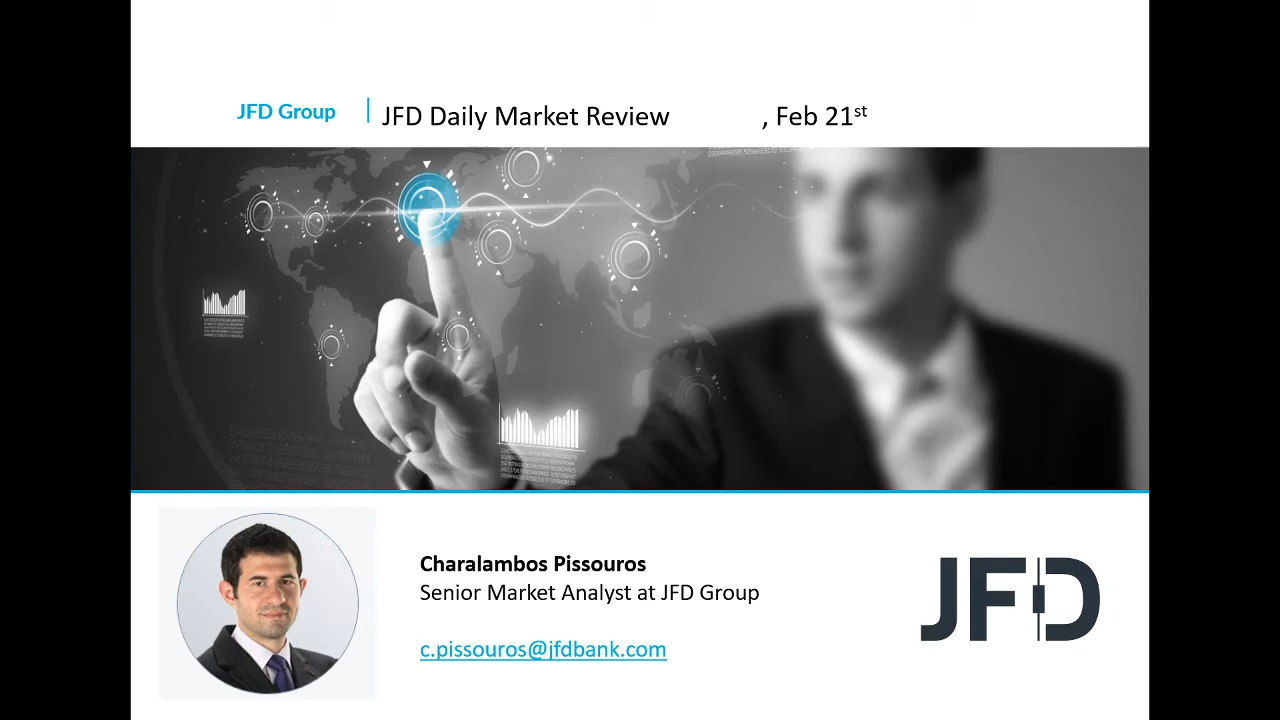 JFD Group
JFD Daily Market Review , Feb 21st
Charalambos Pissouros
Senior Market Analyst at JFD Group
c.pissouros@jfdbank.com
JFD